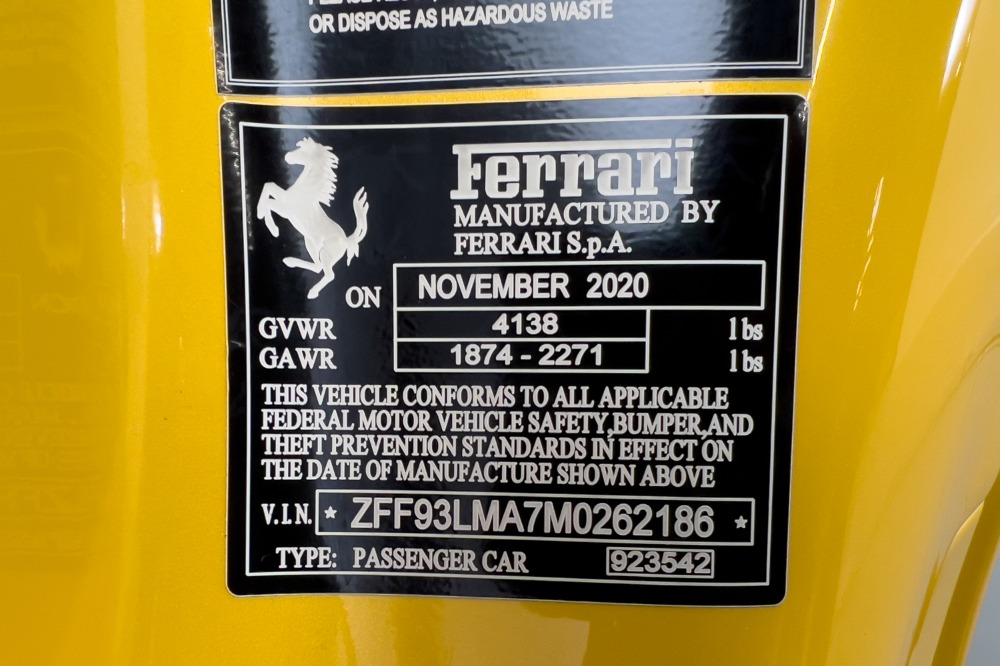 OR DISPOSE AS HAZARDOUS WASTE
Ferrari
MANUFACTURED BY
FERRARI S.p.A.
ON NOVEMBER 2020
GVWR 4138 lbs
GAWR 1874 - 2271 lbs
THIS VEHICLE CONFORMS TO ALL APPLICABLE
FEDERAL MOTOR VEHICLE SAFETY,BUMPER,AND
THEFT PREVENTION STANDARDS IN EFFECT ON
THE DATE OF MANUFACTURE SHOWN ABOVE
V.I.N. * ZFF93LMA7M0262186 *
TYPE: PASSENGER CAR 923542